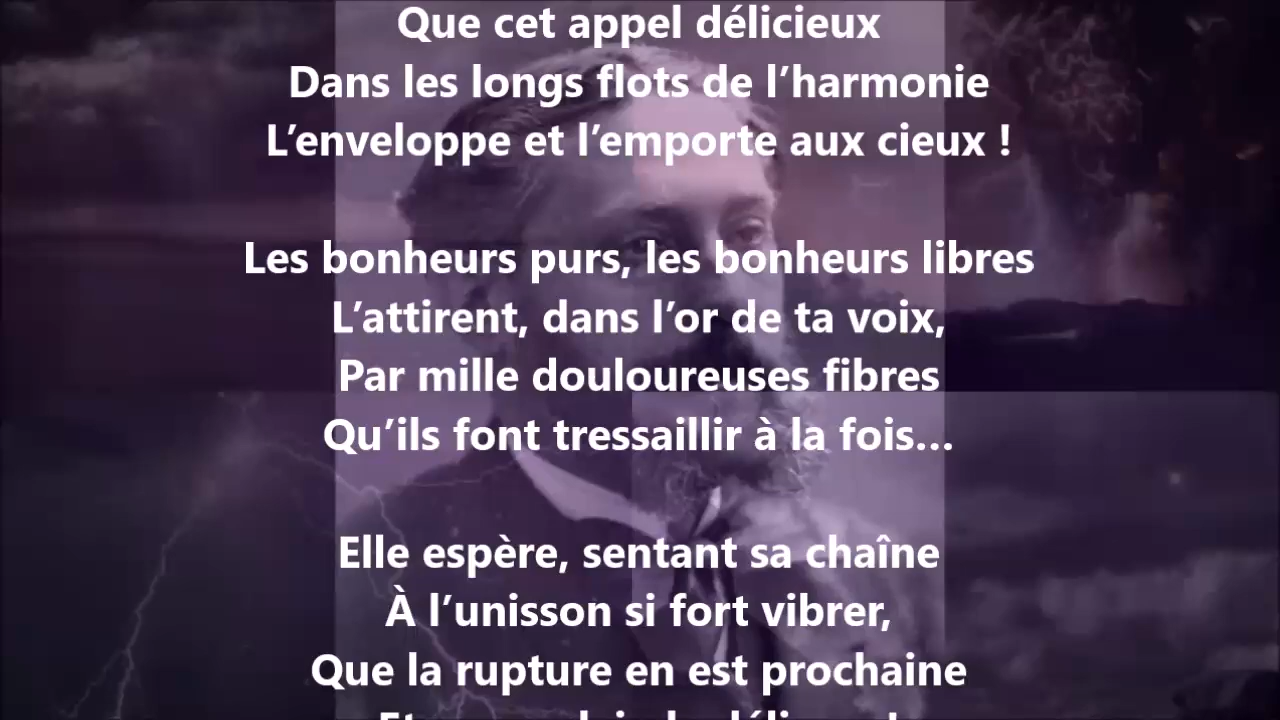 Que cet appel délicieux
Dans les longs flots de l’harmonie
L’enveloppe et l’emporte aux cieux !
Les bonheurs purs, les bonheurs libres
L’attirent, dans l’or de ta voix,
Par mille douloureuses fibres
Qu’ils font tressaillir à la fois…
Elle espère, sentant sa chaîne
À l’unisson si fort vibrer,
Que la rupture en est prochaine